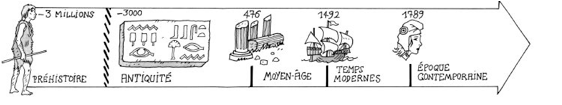 -3 MILLIONS
-3000
476
1492
1789
PRÉHISTOIRE
ANTIQUITÉ
MOYEN-ÂGE
TEMPS
MODERNES
ÉPOQUE
CONTEMPORAINE